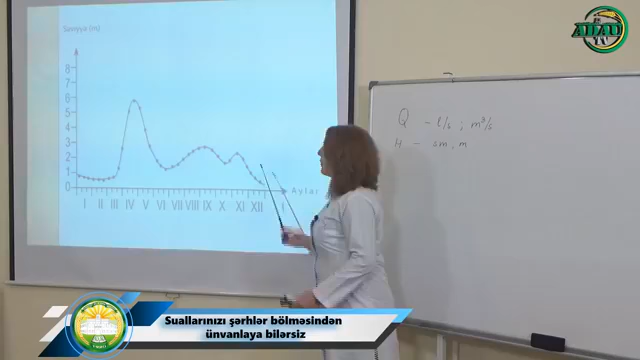 Səviyyə (m)
8
7
6
5
4
3
2
1
0
I II III IV V VI VII VIII IX X XI XII
Aylar
Q - l/s ; m³/s
H - sm, m
ADAU
TV
Suallarınızı şərhlər bölməsindən
ünvanlaya bilərsiz